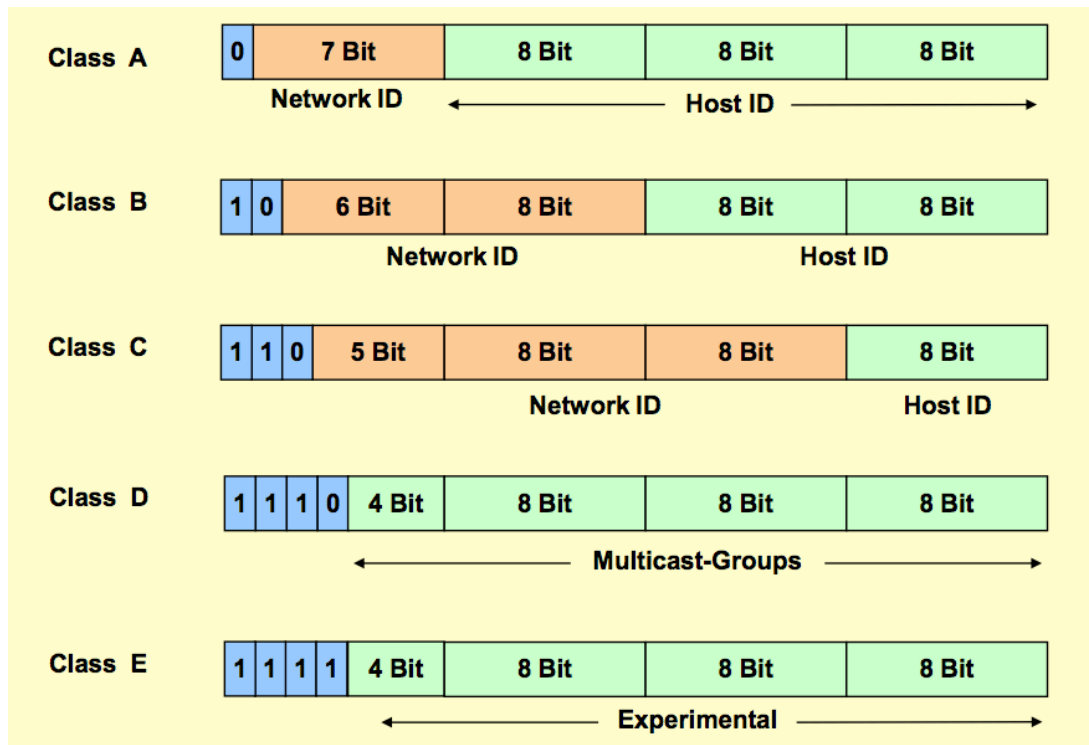 Class A 0 7 Bit 8 Bit 8 Bit 8 Bit
Network ID Host ID
Class B 1 0 6 Bit 8 Bit 8 Bit 8 Bit
Network ID Host ID
Class C 1 1 0 5 Bit 8 Bit 8 Bit 8 Bit
Network ID Host ID
Class D 1 1 1 0 4 Bit 8 Bit 8 Bit 8 Bit
Multicast-Groups
Class E 1 1 1 1 4 Bit 8 Bit 8 Bit 8 Bit
Experimental